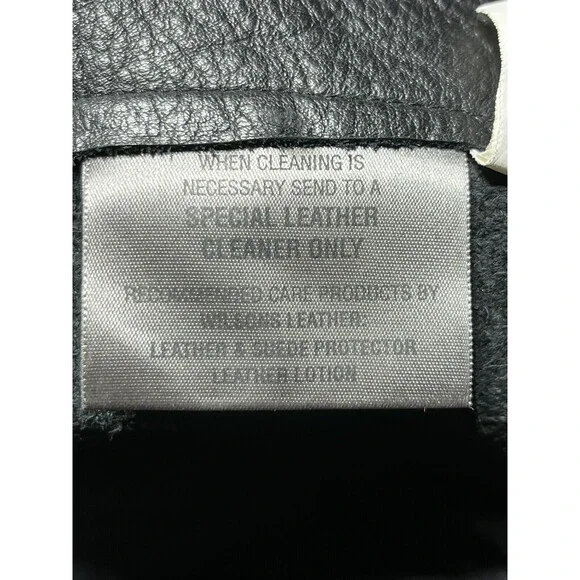 WHEN CLEANING IS
NECESSARY SEND TO A
SPECIAL LEATHER
CLEANER ONLY
RECOMMENDED CARE PRODUCTS BY
WILSONS LEATHER:
LEATHER & SUEDE PROTECTOR
LEATHER LOTION